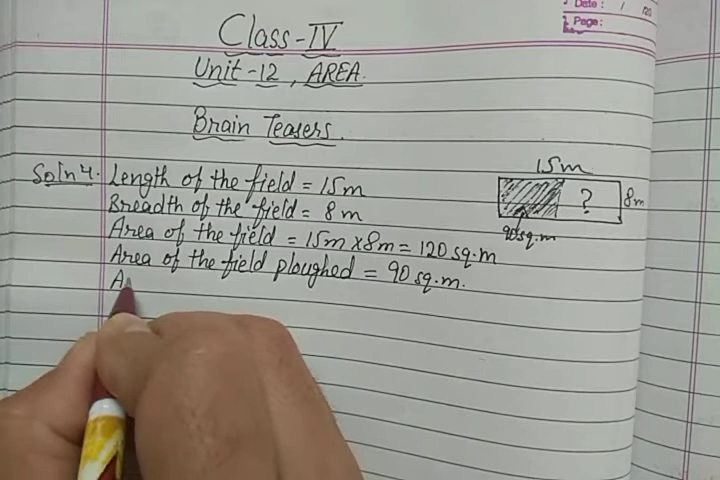 Date: / /20
Page:
Class-IV
Unit-12, AREA.
Brain Teasers.
Soln 4. Length of the field = 15m
Breadth of the field = 8 m
Area of the field = 15m x 8m = 120 sq.m
Area of the field ploughed = 90 sq.m.
A
15m
?
8m
90sq.m